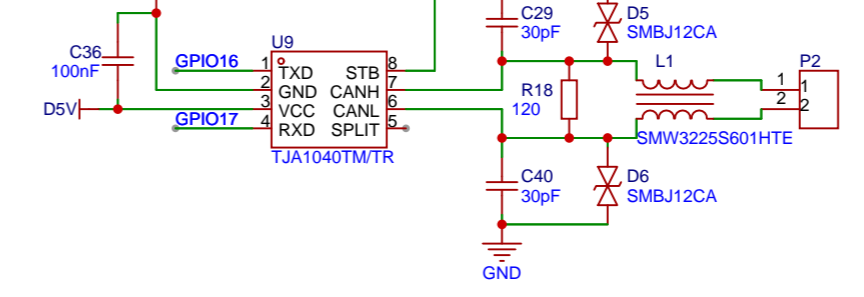 C29
30pF
D5
SMBJ12CA
C36
100nF
U9
GPIO16
1
TXD
STB
8
2
GND
CANH
7
D5V
3
VCC
CANL
6
GPIO17
4
RXD
SPLIT
5
TJA1040TM/TR
R18
120
L1
SMW3225S601HTE
P2
1
1
2
2
C40
30pF
D6
SMBJ12CA
GND